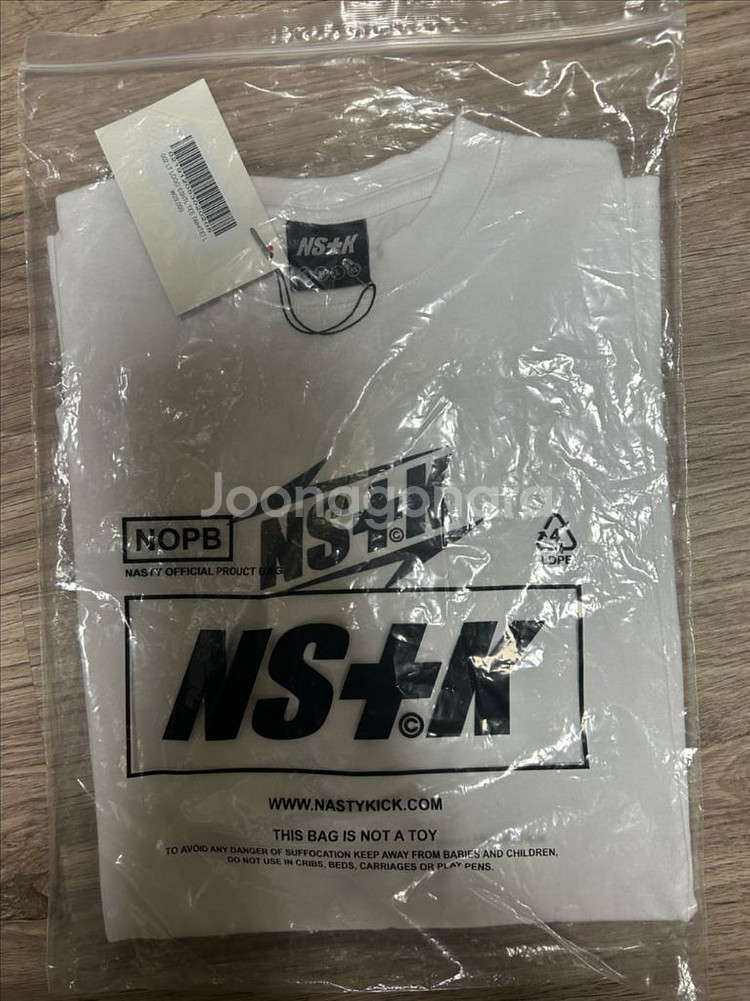 NS+K
Joonggonara
NS+K
©
NOPB
NASTY OFFICIAL PROUCT BAG
4
LDPE
NS+K
©
WWW.NASTYKICK.COM
THIS BAG IS NOT A TOY
TO AVOID ANY DANGER OF SUFFOCATION KEEP AWAY FROM BABIES AND CHILDREN,
DO NOT USE IN CRIBS, BEDS, CARRIAGES OR PLAY PENS.